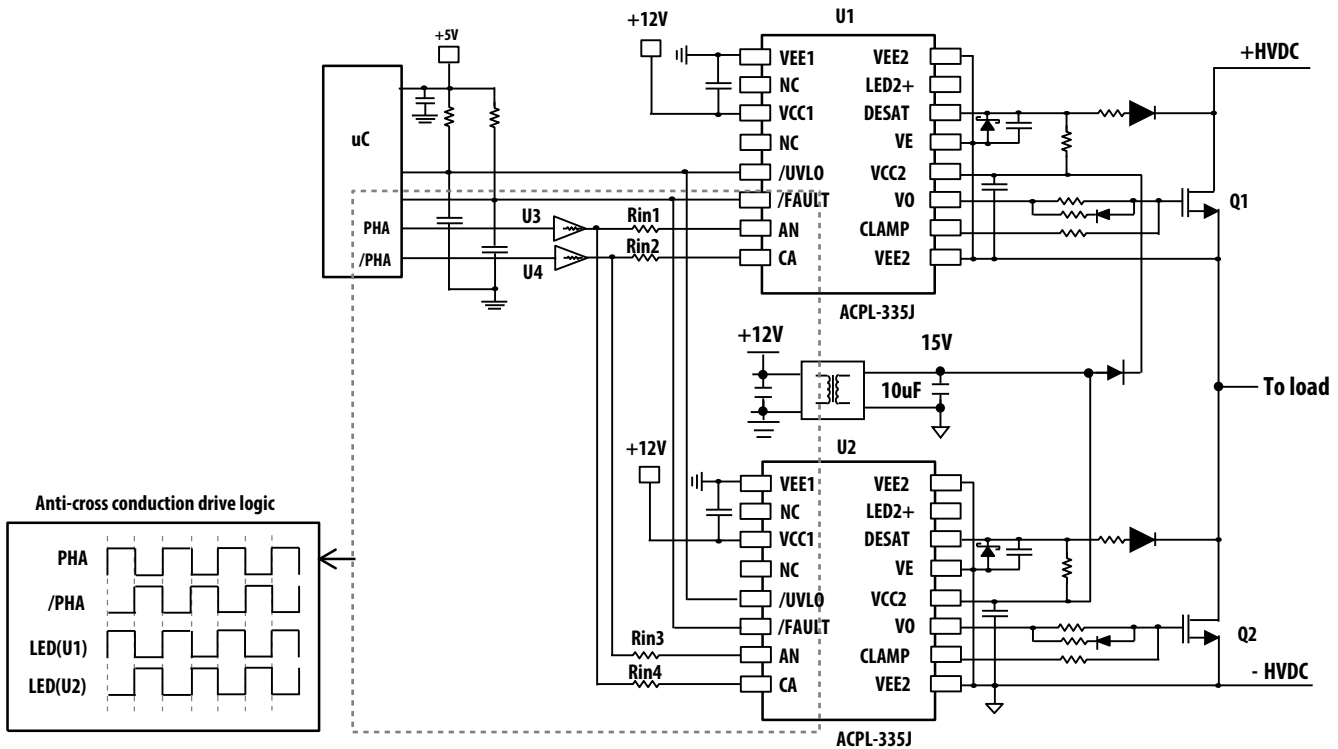 +5V
uC
PHA
/PHA
U3
U4
Rin1
Rin2
+12V
U1
VEE1
NC
VCC1
NC
/UVLO
/FAULT
AN
CA
VEE2
LED2+
DESAT
VE
VCC2
VO
CLAMP
VEE2
ACPL-335J
+HVDC
Q1
+12V
15V
10uF
To load
+12V
U2
VEE1
NC
VCC1
NC
/UVLO
/FAULT
AN
CA
VEE2
LED2+
DESAT
VE
VCC2
VO
CLAMP
VEE2
ACPL-335J
Rin3
Rin4
Q2
- HVDC
Anti-cross conduction drive logic
PHA
/PHA
LED(U1)
LED(U2)